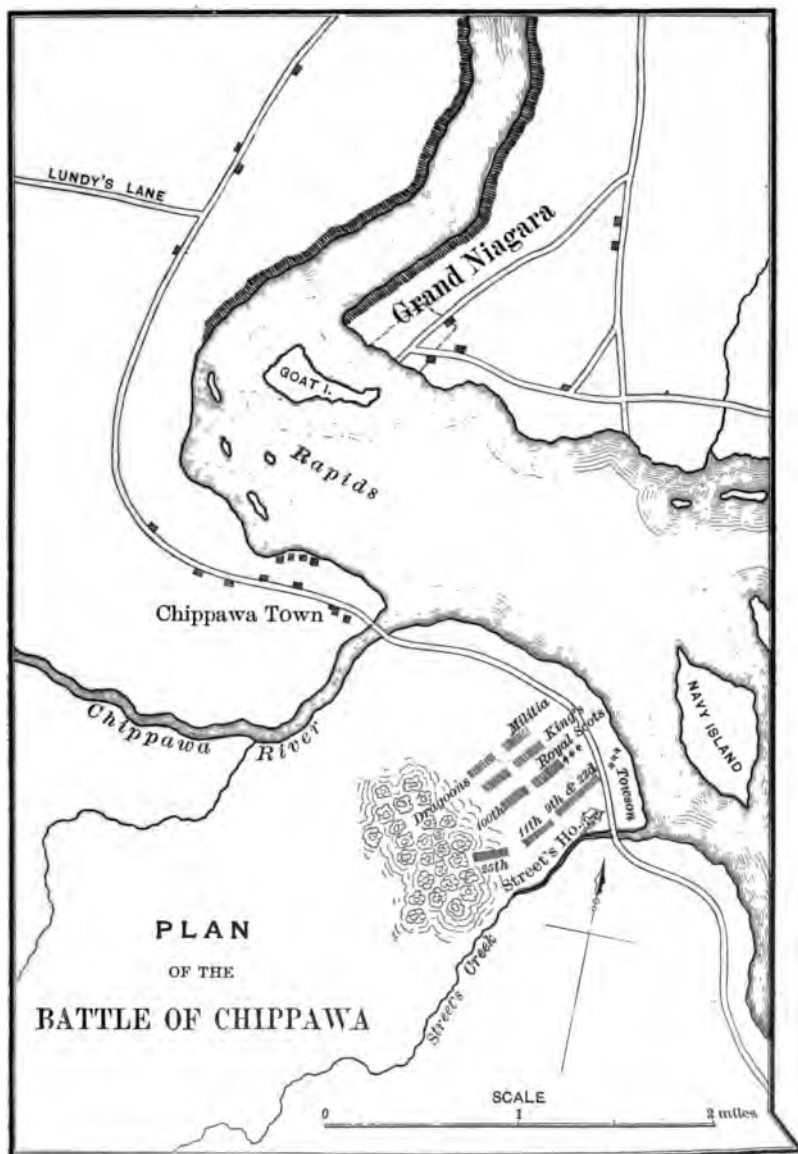 LUNDY'S LANE
Grand Niagara
GOAT I.
Rapids
Chippawa Town
Chippawa River
NAVY ISLAND
Militia
King's
Royal Scots
Dragoons
100th
Towson
9th & 22d.
11th
25th
Street's Ho.
Street's Creek
PLAN
OF THE
BATTLE OF CHIPPAWA
SCALE
0 1 2 miles.